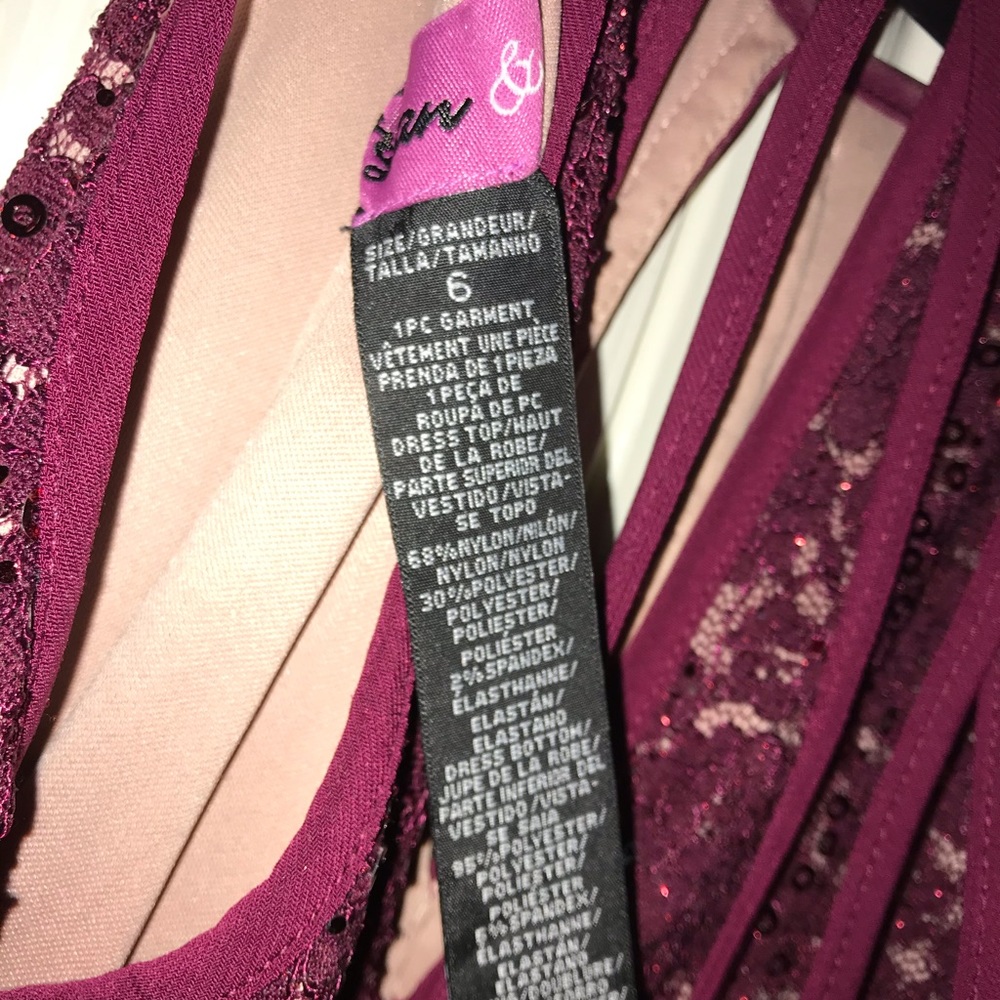 &
SIZE/GRANDEUR/
TALLA/TAMANHO
6
1PC GARMENT
VÊTEMENT UNE PIÈCE
PRENDA DE 1 PIEZA
1 PEÇA DE
ROUPA DE PC
DRESS TOP/HAUT
DE LA ROBE/
PARTE SUPERIOR DEL
VESTIDO/VISTA-
SE TOPO
68%NYLON/NILÓN/
NYLON/NYLON
30%POLYESTER/
POLYESTER/
POLIESTER/
POLIÉSTER
2%SPANDEX/
ELASTHANNE/
ELASTÁN/
ELASTANO
DRESS BOTTOM/
JUPE DE LA ROBE/
PARTE INFERIOR DEL
VESTIDO/VISTA-
SE SAIA
95%POLYESTER/
POLYESTER/
POLIESTER/
POLIÉSTER
SPANDEX/
ELASTHANNE/
ELASTÁN/